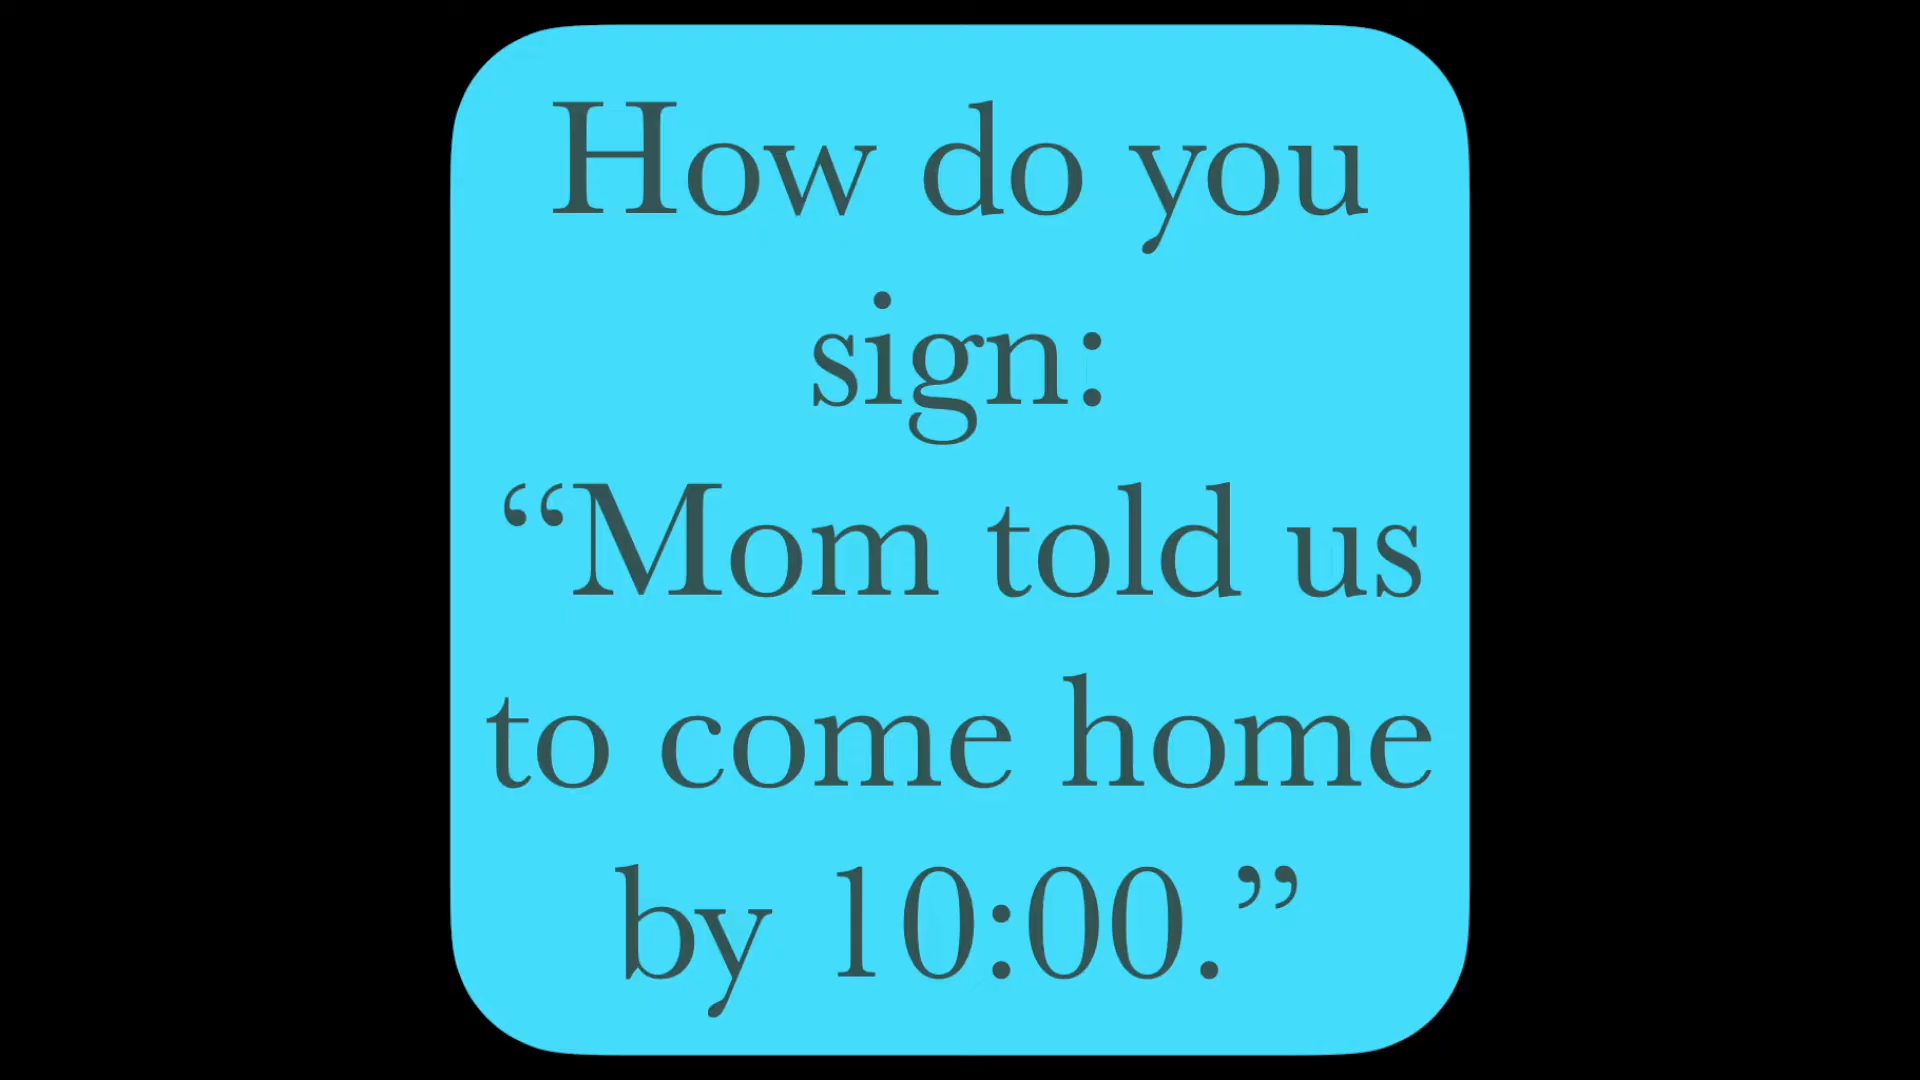 How do you
sign:
“Mom told us
to come home
by 10:00.”